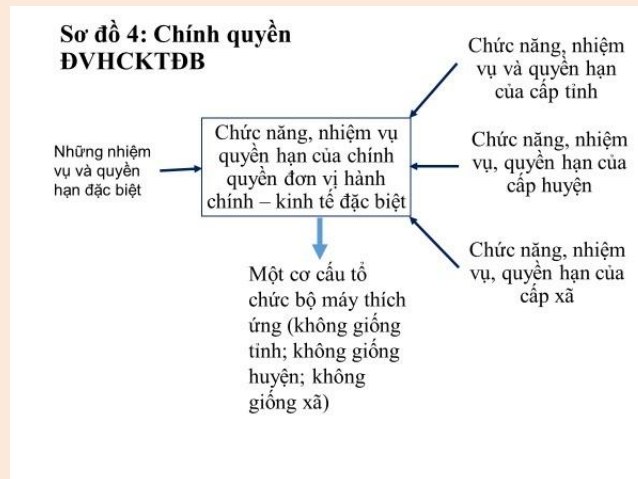 Sơ đồ 4: Chính quyền
ĐVHCKTĐB
Chức năng, nhiệm
vụ và quyền hạn
của cấp tỉnh
Những nhiệm
vụ và quyền
hạn đặc biệt
Chức năng, nhiệm vụ
quyền hạn của chính
quyền đơn vị hành
chính – kinh tế đặc biệt
Chức năng, nhiệm
vụ, quyền hạn của
cấp huyện
Chức năng, nhiệm
vụ, quyền hạn của
cấp xã
Một cơ cấu tổ
chức bộ máy thích
ứng (không giống
tỉnh; không giống
huyện; không
giống xã)